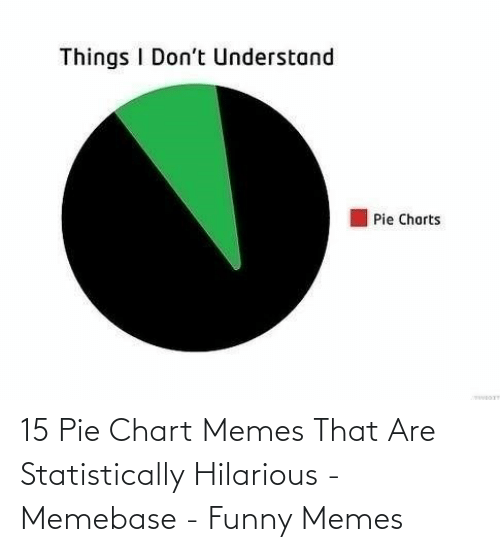 Things I Don't Understand
Pie Charts
15 Pie Chart Memes That Are
Statistically Hilarious -
Memebase - Funny Memes